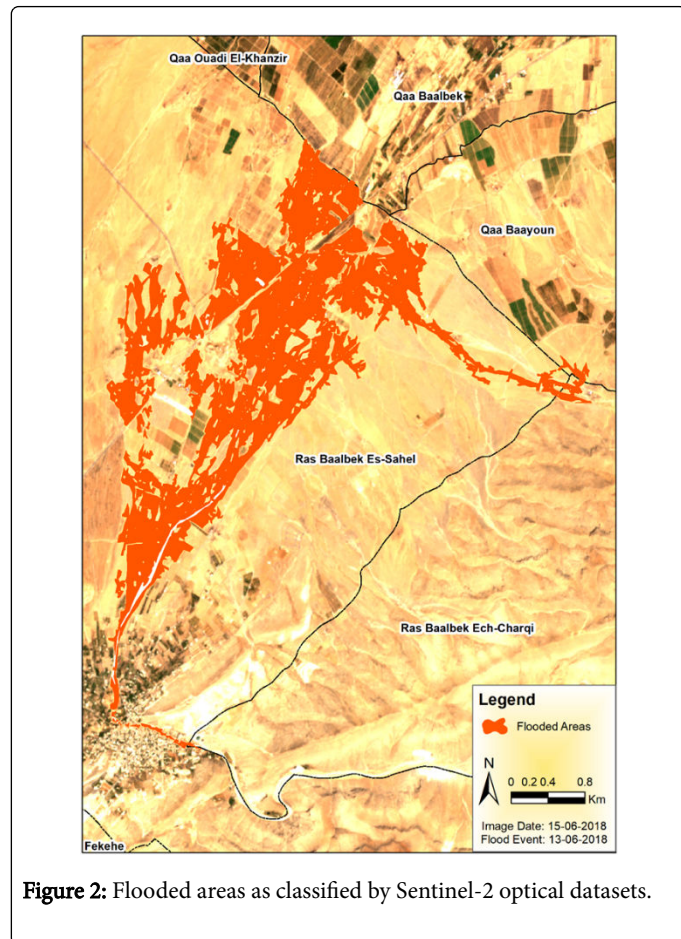 Qaa Ouadi El-Khanzir
Qaa Baalbek
Qaa Baayoun
Ras Baalbek Es-Sahel
Ras Baalbek Ech-Charqi
Legend
Flooded Areas
N
0 0.2 0.4 0.8
Km
Image Date: 15-06-2018
Flood Event: 13-06-2018
Fekehe
Figure 2: Flooded areas as classified by Sentinel-2 optical datasets.